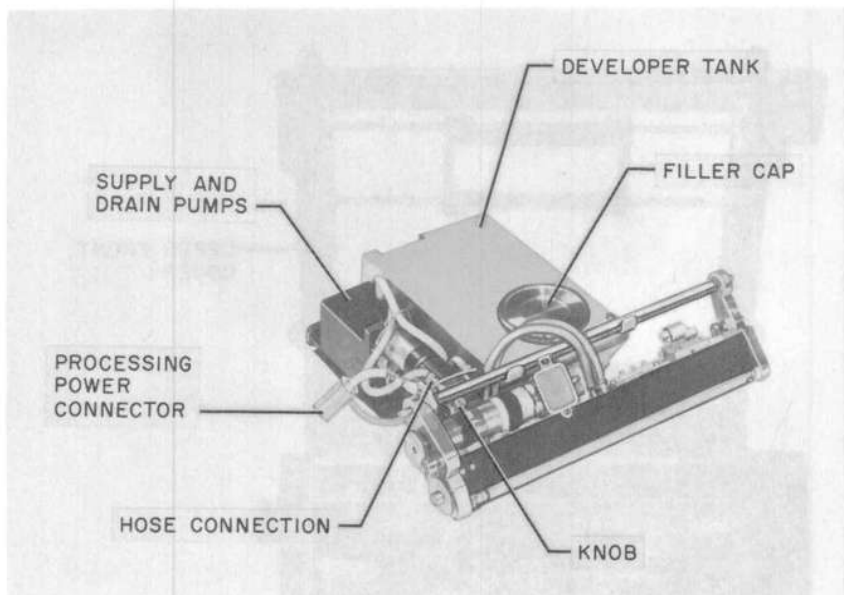 DEVELOPER TANK
FILLER CAP
SUPPLY AND
DRAIN PUMPS
PROCESSING
POWER
CONNECTOR
HOSE CONNECTION
KNOB